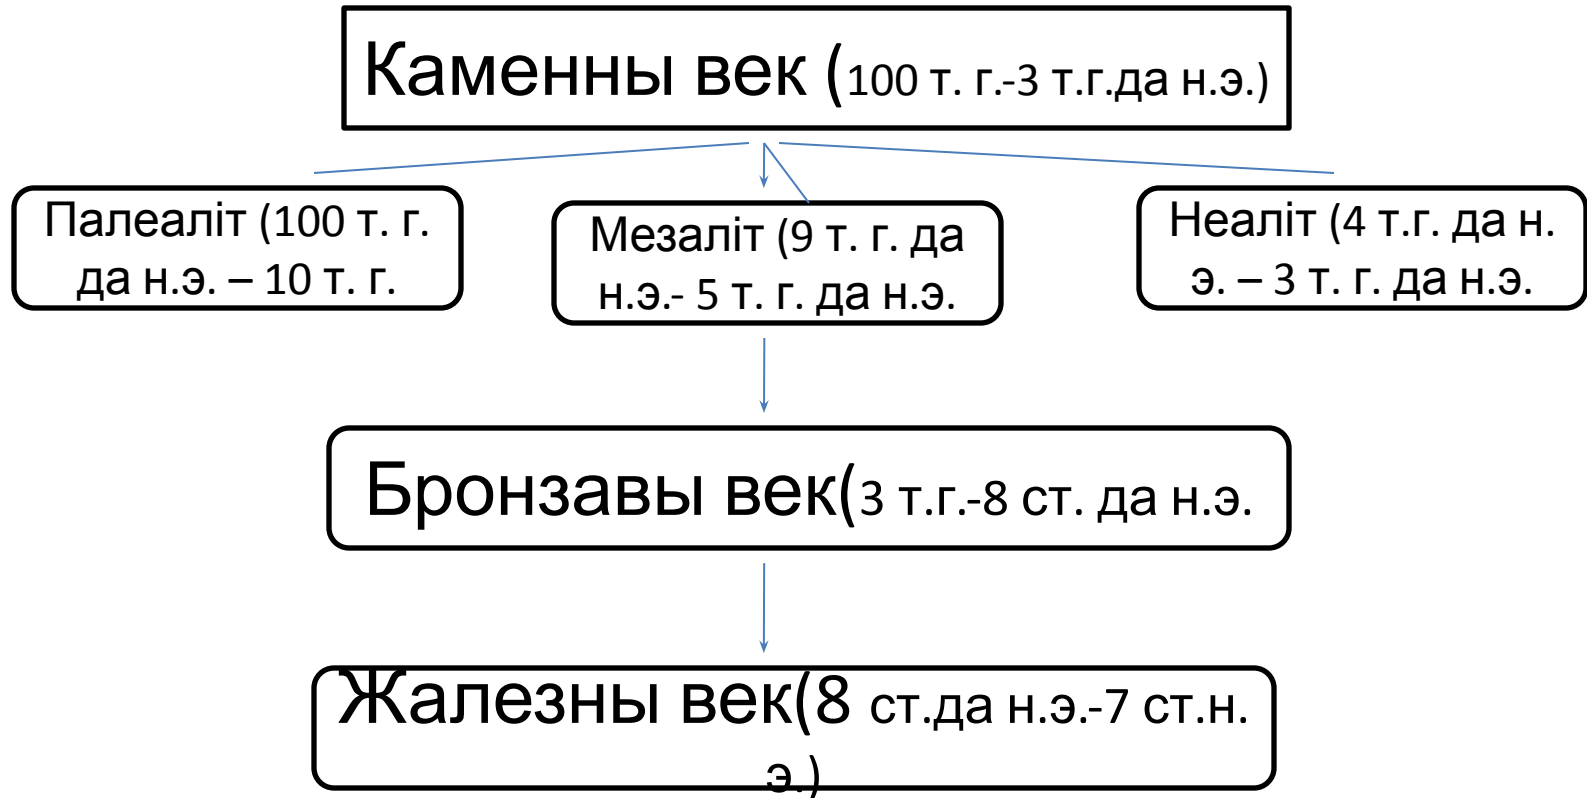 Каменны век (100 т. г.-3 т.г.да н.э.)
Палеаліт (100 т. г.
да н.э. – 10 т. г.
Мезаліт (9 т. г. да
н.э.- 5 т. г. да н.э.
Неаліт (4 т.г. да н.
э. – 3 т. г. да н.э.
Бронзавы век(3 т.г.-8 ст. да н.э.
Жалезны век(8 ст.да н.э.-7 ст.н.
э.)